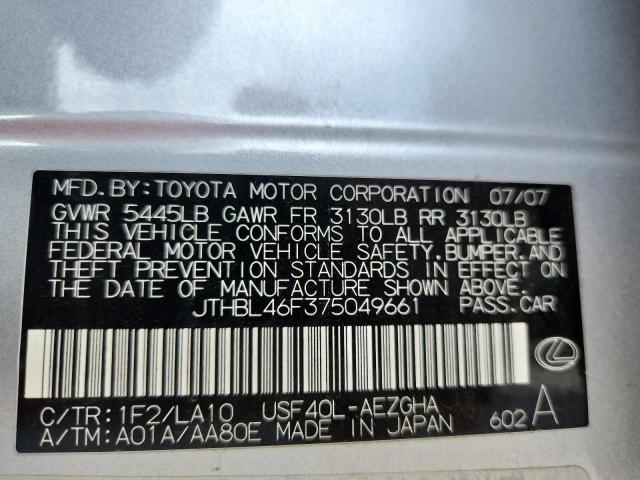 MFD. BY: TOYOTA MOTOR CORPORATION 07/07
GVWR 5445LB GAWR FR 3130LB RR 3130LB
THIS VEHICLE CONFORMS TO ALL APPLICABLE
FEDERAL MOTOR VEHICLE SAFETY, BUMPER, AND
THEFT PREVENTION STANDARDS IN EFFECT ON
THE DATE OF MANUFACTURE SHOWN ABOVE.
JTHBL46F375049661 PASS.CAR
C/TR: 1F2/LA10 USF40L-AEZGHA
A/TM: A01A/AA80E MADE IN JAPAN 602 A